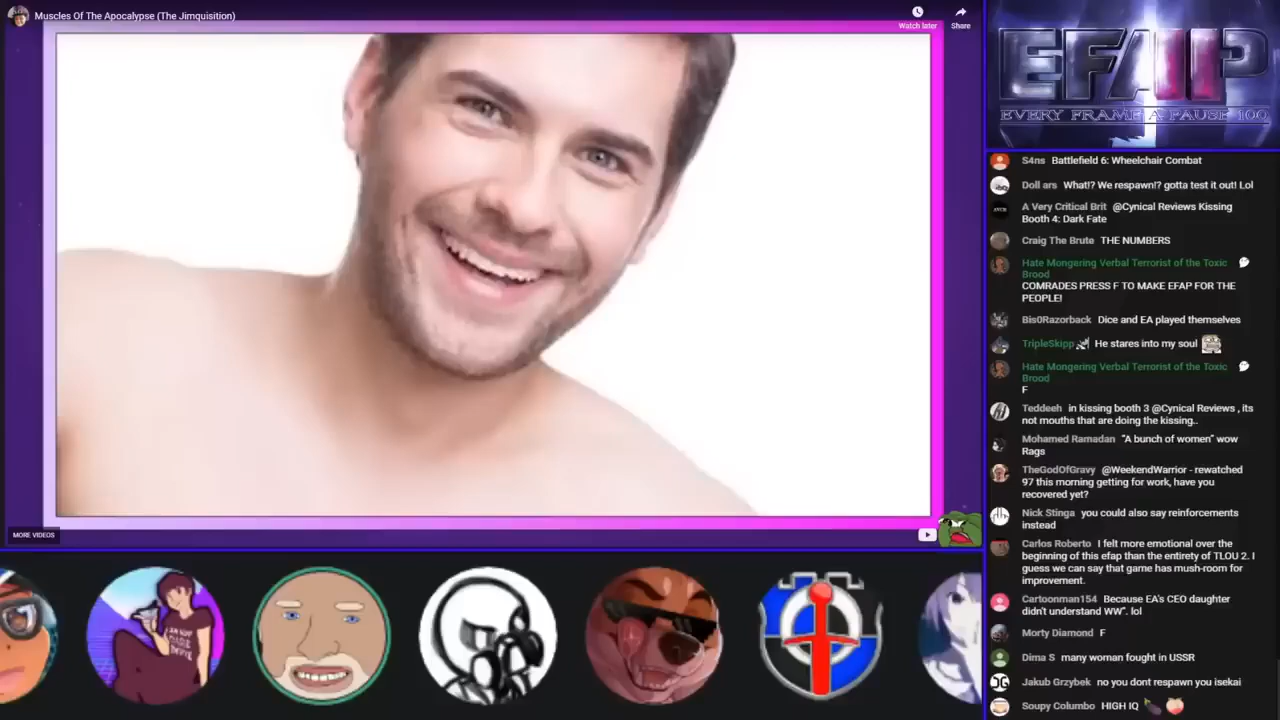 Muscles Of The Apocalypse (The Jimquisition)
Watch later
Share
MORE VIDEOS
EFAP
EVERY FRAME A PAUSE 100
S4ns Battlefield 6: Wheelchair Combat
Doll ars What!? We respawn!? gotta test it out! Lol
A Very Critical Brit @Cynical Reviews Kissing
Booth 4: Dark Fate
Craig The Brute THE NUMBERS
Hate Mongering Verbal Terrorist of the Toxic
Brood
COMRADES PRESS F TO MAKE EFAP FOR THE
PEOPLE!
Bis0Razorback Dice and EA played themselves
TripleSkipp He stares into my soul
Hate Mongering Verbal Terrorist of the Toxic
Brood
F
Teddeeh in kissing booth 3 @Cynical Reviews , its
not mouths that are doing the kissing..
Mohamed Ramadan “A bunch of women” wow
Rags
TheGodOfGravy @WeekendWarrior - rewatched
97 this morning getting for work, have you
recovered yet?
Nick Stinga you could also say reinforcements
instead
Carlos Roberto I felt more emotional over the
beginning of this efap than the entirety of TLOU 2. I
guess we can say that game has mush-room for
improvement.
Cartoonman154 Because EA's CEO daughter
didn't understand WW”. lol
Morty Diamond F
Dima S many woman fought in USSR
Jakub Grzybek no you dont respawn you isekai
Soupy Columbo HIGH IQ